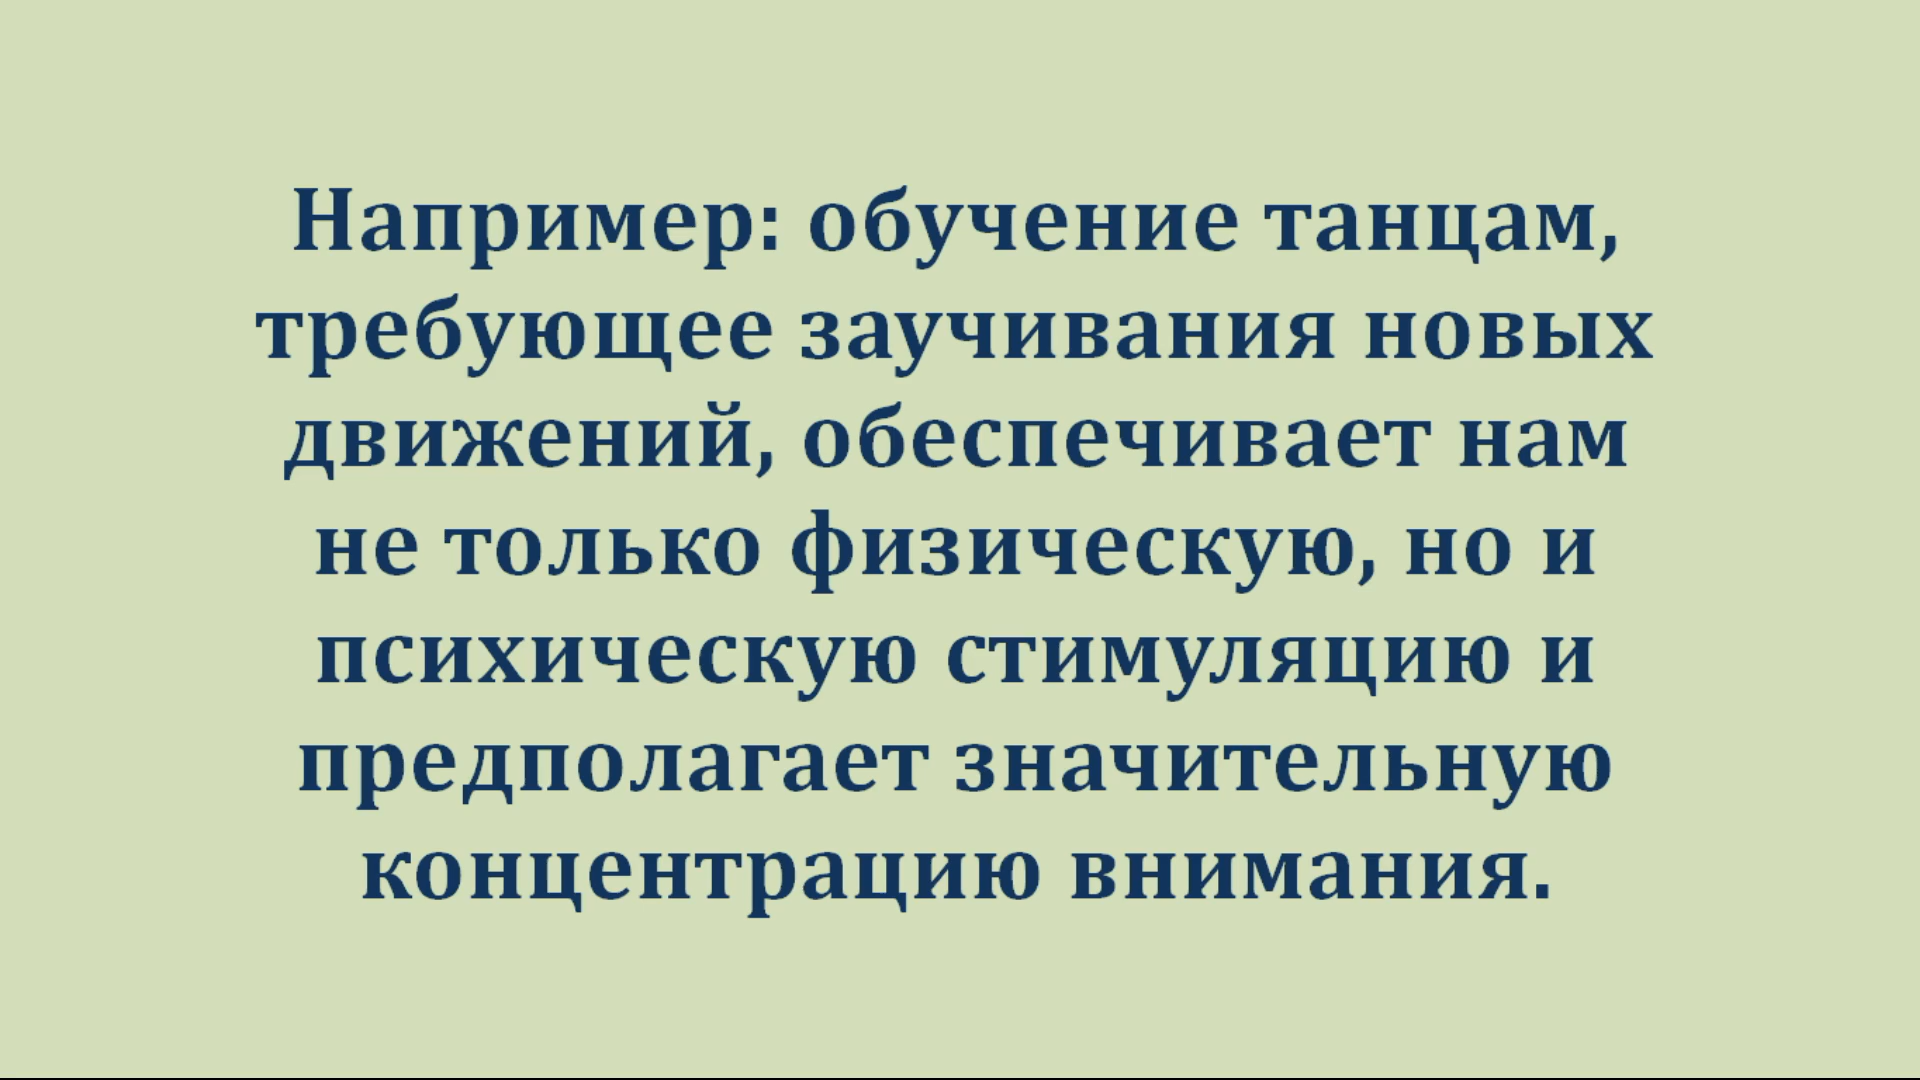 Например: обучение танцам,
требующее заучивания новых
движений, обеспечивает нам
не только физическую, но и
психическую стимуляцию и
предполагает значительную
концентрацию внимания.